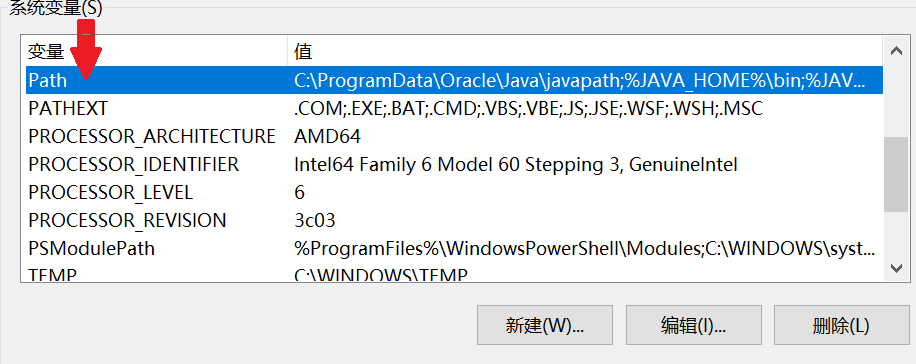 系统变量(S)
变量 值
Path C:\ProgramData\Oracle\Java\javapath;%JAVA_HOME%\bin;%JAV...
PATHEXT .COM;.EXE;.BAT;.CMD;.VBS;.VBE;.JS;.JSE;.WSF;.WSH;.MSC
PROCESSOR_ARCHITECTURE AMD64
PROCESSOR_IDENTIFIER Intel64 Family 6 Model 60 Stepping 3, GenuineIntel
PROCESSOR_LEVEL 6
PROCESSOR_REVISION 3c03
PSModulePath %ProgramFiles%\WindowsPowerShell\Modules;C:\WINDOWS\syst...
TEMP C:\WINDOWS\TEMP
新建(W)... 编辑(I)... 删除(L)